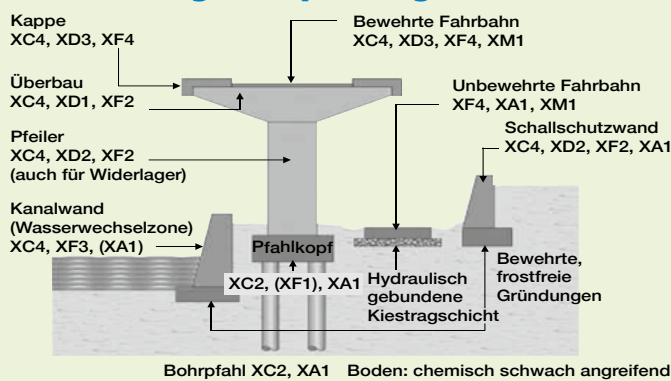 Kappe
XC4, XD3, XF4
Bewehrte Fahrbahn
XC4, XD3, XF4, XM1
Überbau
XC4, XD1, XF2
Unbewehrte Fahrbahn
XF4, XA1, XM1
Schallschutzwand
XC4, XD2, XF2, XA1
Pfeiler
XC4, XD2, XF2
(auch für Widerlager)
Kanalwand
(Wasserwechselzone)
XC4, XF3, (XA1)
Pfahlkopf
XC2, (XF1), XA1
Hydraulisch
gebundene
Kiestragschicht
Bewehrte,
frostfreie
Gründungen
Bohrpfahl XC2, XA1 Boden: chemisch schwach angreifend